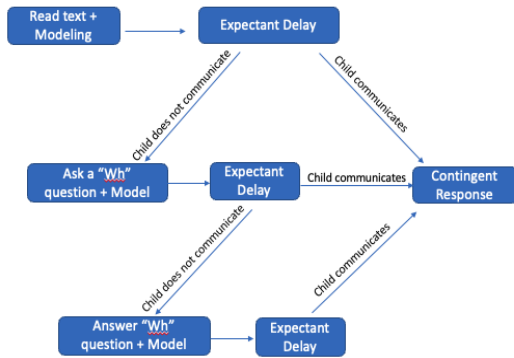 Read text +
Modeling
Expectant Delay
Child does not communicate
Child communicates
Ask a “Wh”
question + Model
Expectant
Delay
Child communicates
Contingent
Response
Child does not communicate
Child communicates
Answer “Wh”
question + Model
Expectant
Delay